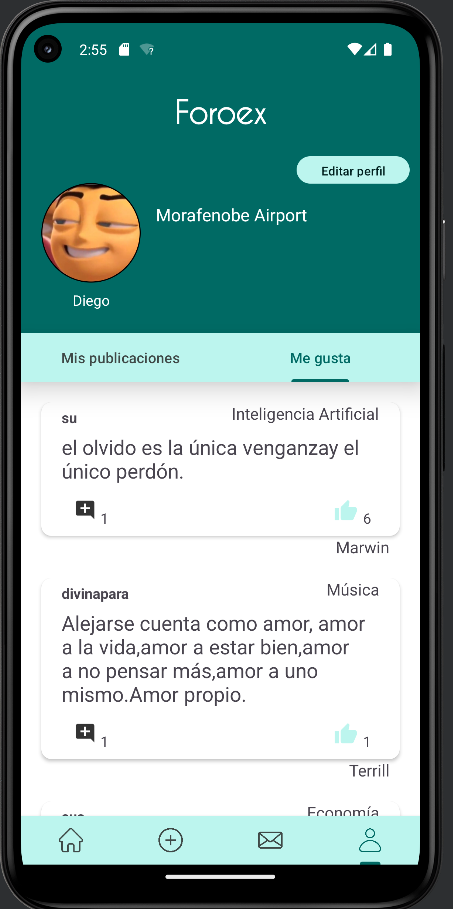 2:55
Foroex
Editar perfil
Morafenobe Airport
Diego
Mis publicaciones
Me gusta
su
Inteligencia Artificial
el olvido es la única venganzay el
único perdón.
1
6
Marwin
divinapara
Música
Alejarse cuenta como amor, amor
a la vida,amor a estar bien,amor
a no pensar más,amor a uno
mismo.Amor propio.
1
1
Terrill
Economía